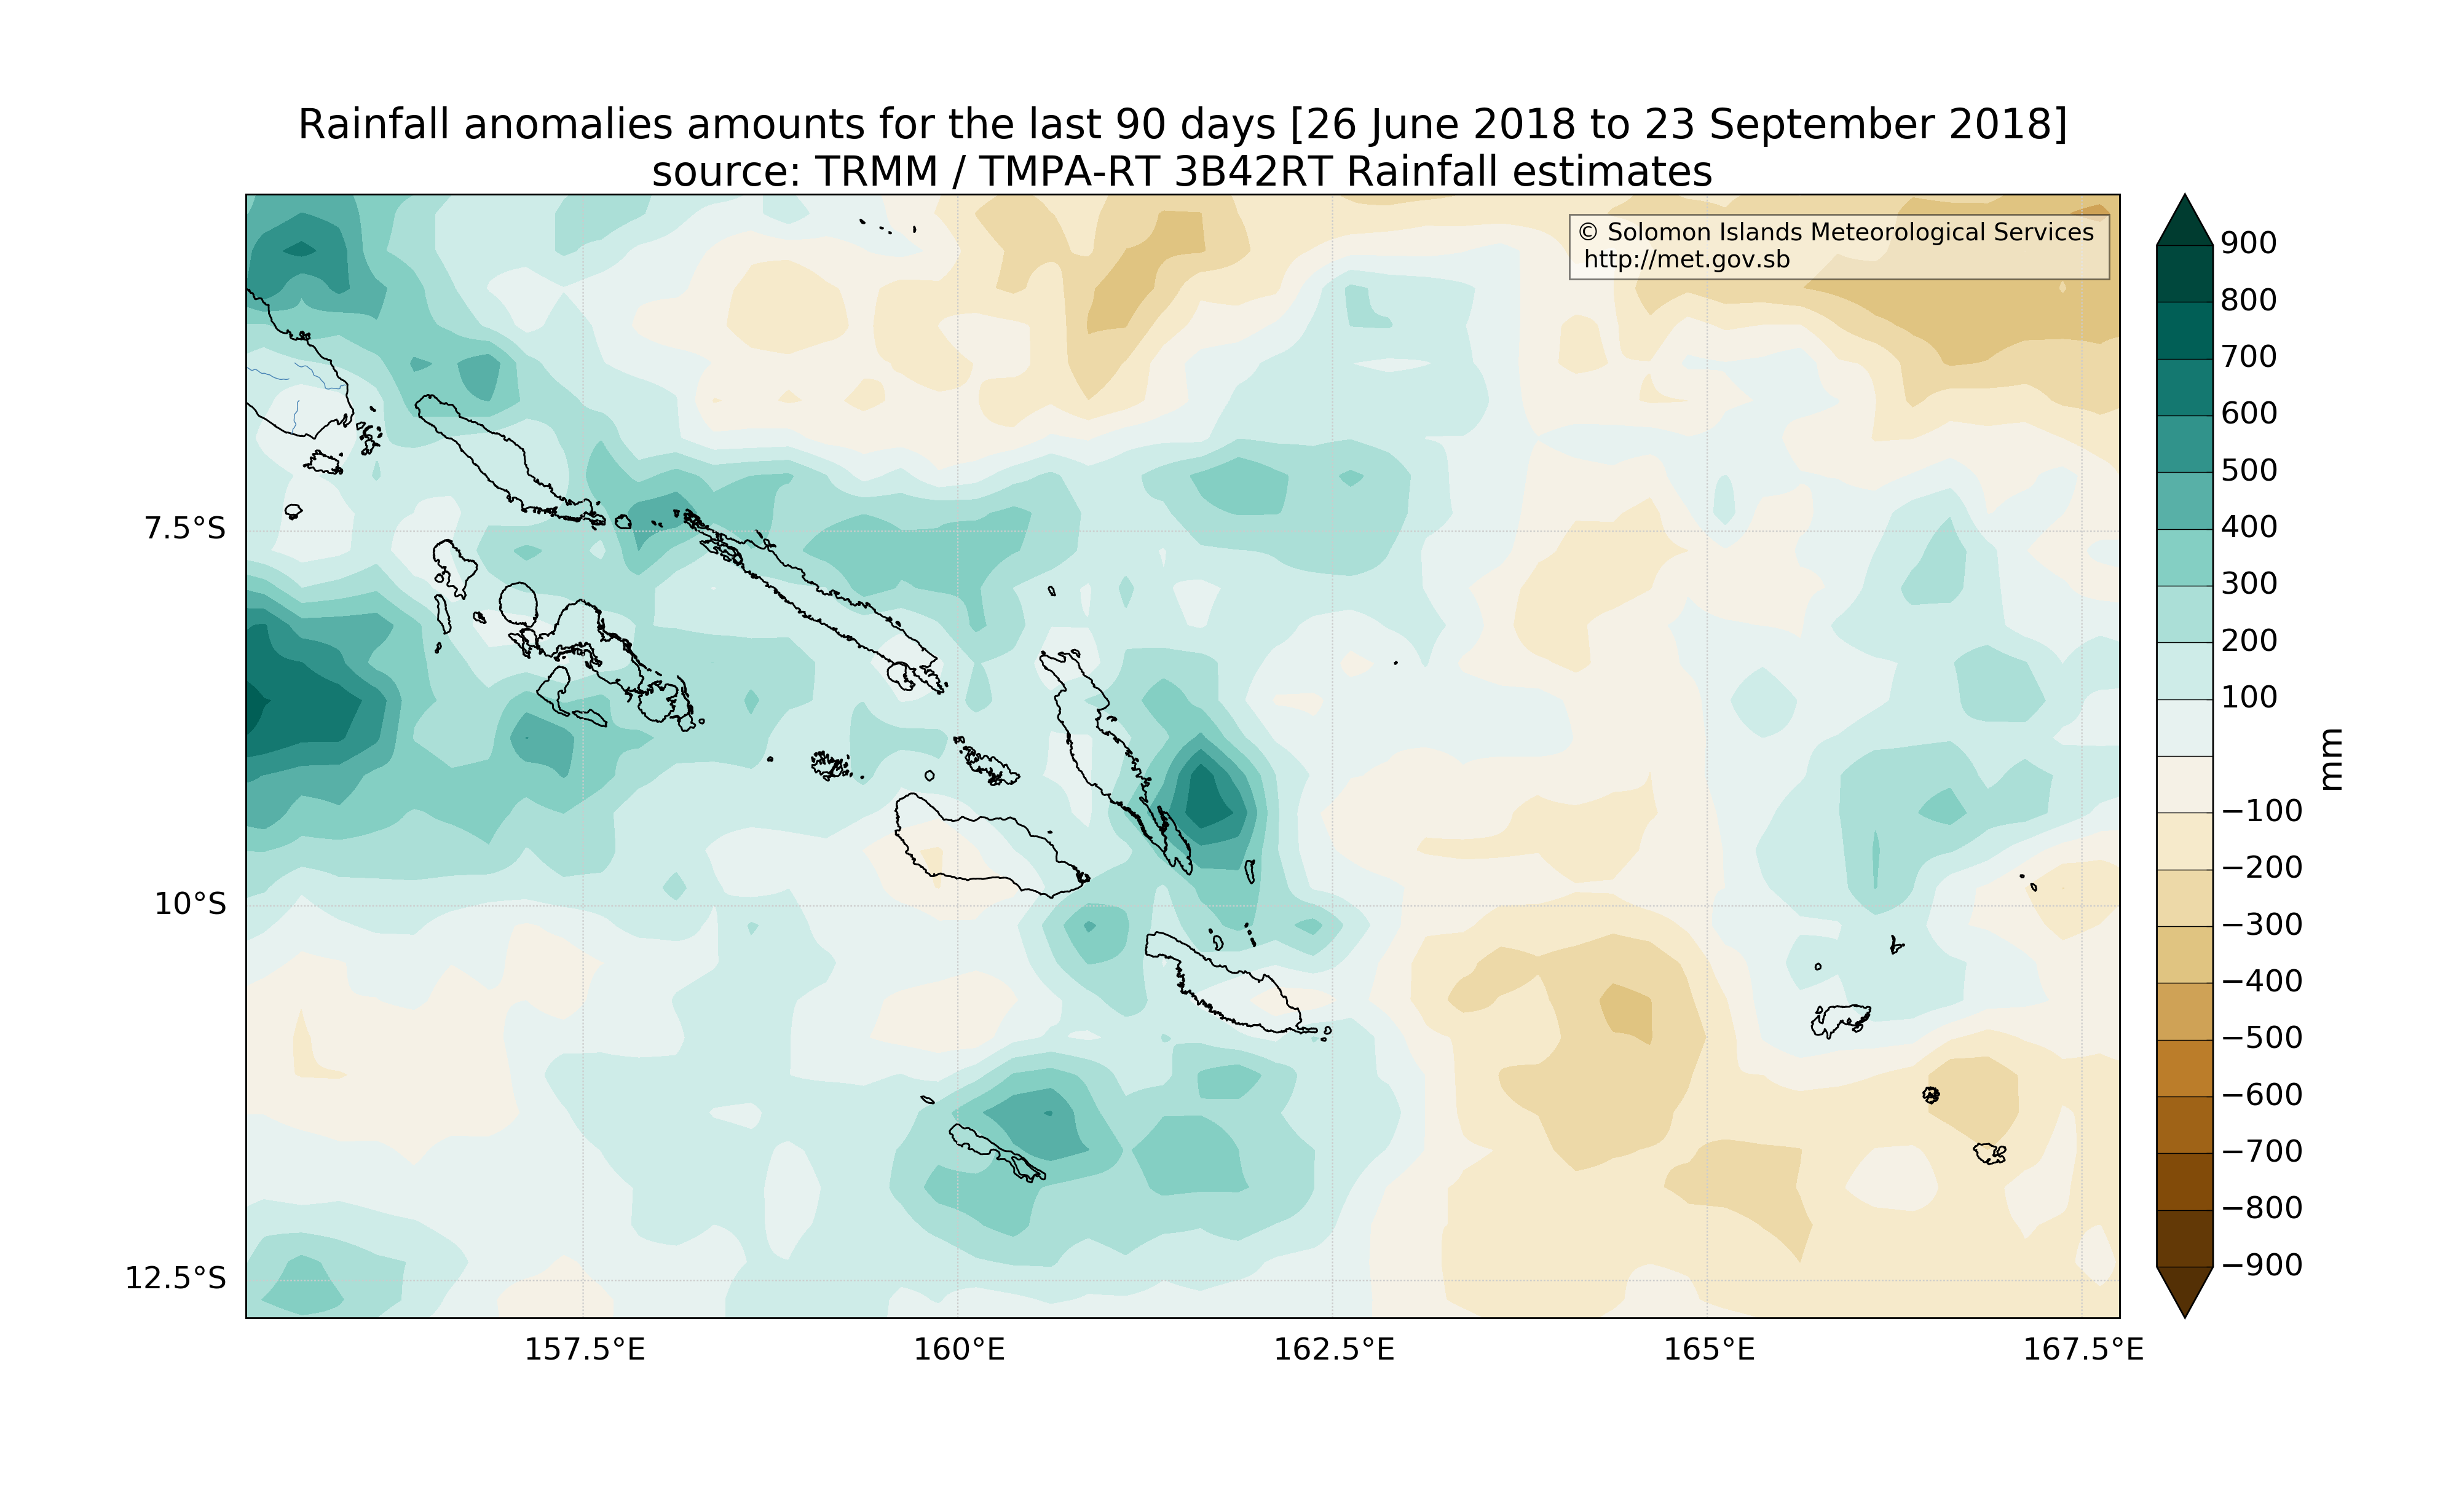 Rainfall anomalies amounts for the last 90 days [26 June 2018 to 23 September 2018]
source: TRMM / TMPA-RT 3B42RT Rainfall estimates
© Solomon Islands Meteorological Services
http://met.gov.sb
7.5°S
10°S
12.5°S
157.5°E
160°E
162.5°E
165°E
167.5°E
900
800
700
600
500
400
300
200
100
−100
−200
−300
−400
−500
−600
−700
−800
−900
mm